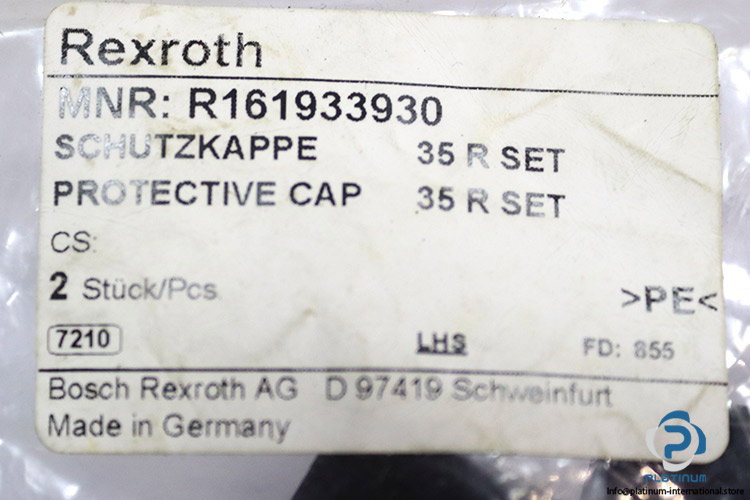 Rexroth
MNR: R161933930
SCHUTZKAPPE 35 R SET
PROTECTIVE CAP 35 R SET
CS:
2 Stück/Pcs
>PE<
7210 LHS FD: 855
Bosch Rexroth AG D 97419 Schweinfurt
Made in Germany
PLATINUM
Info@platinum-international.store